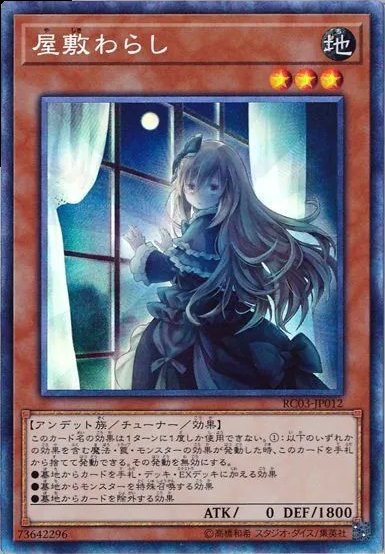 屋敷わらし
地
RC03-JP012
【アンデット族／チューナー／効果】
このカード名の効果は1ターンに1度しか使用できない。①：以下のいずれか
の効果を含む魔法・罠・モンスターの効果が発動した時、このカードを手札
から捨てて発動できる。その発動を無効にする。
●墓地からカードを手札・デッキ・EXデッキに加える効果
●墓地からモンスターを特殊召喚する効果
●墓地からカードを除外する効果
ATK/ 0 DEF/1800
73642296 ©高橋和希 スタジオ・ダイス/集英社